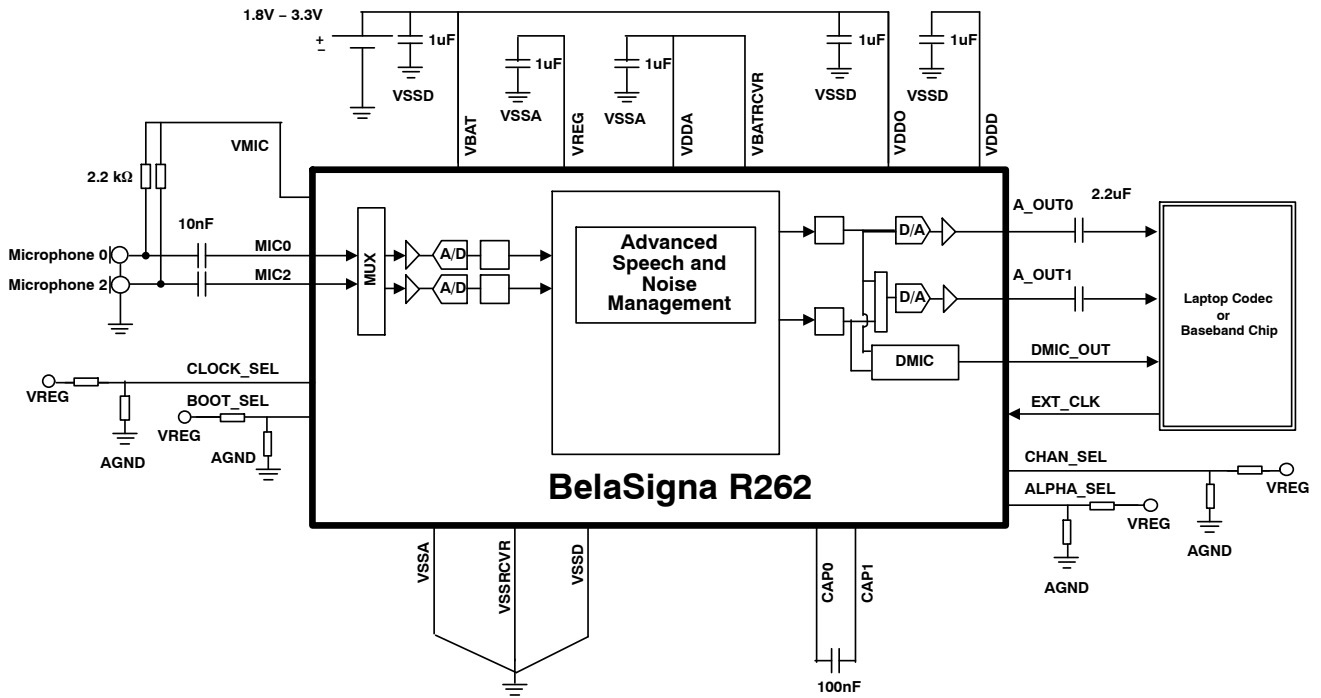 1.8V – 3.3V
+
–
1uF
VSSD
1uF
VSSA
1uF
VSSA
1uF
VSSD
1uF
VSSD
VBAT
VREG
VDDA
VBATRCVR
VDDO
VDDD
VMIC
2.2 kΩ
10nF
Microphone 0
MIC0
Microphone 2
MIC2
MUX
A/D
A/D
Advanced
Speech and
Noise
Management
D/A
D/A
DMIC
A_OUT0
2.2uF
A_OUT1
DMIC_OUT
EXT_CLK
Laptop Codec
or
Baseband Chip
CLOCK_SEL
VREG
AGND
BOOT_SEL
VREG
AGND
BelaSigna R262
CHAN_SEL
VREG
AGND
ALPHA_SEL
VREG
AGND
VSSA
VSSRCVR
VSSD
CAP0
CAP1
100nF